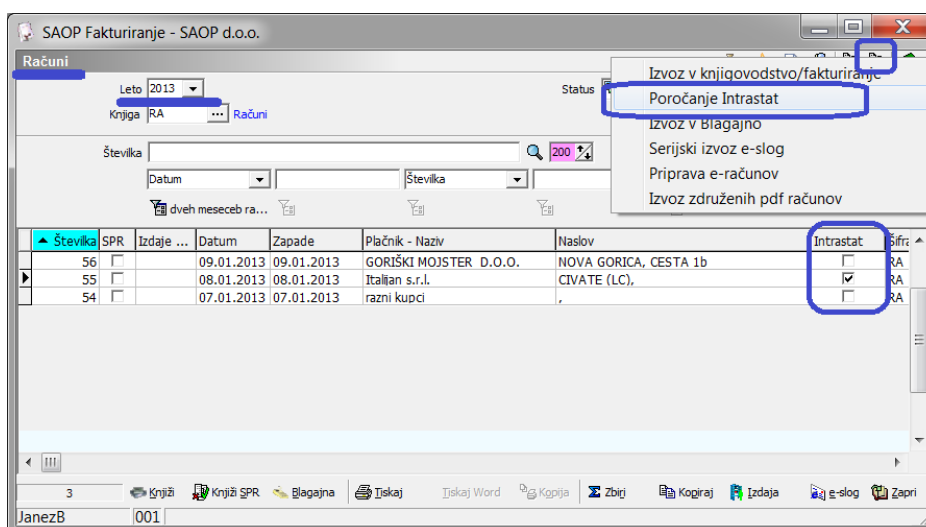 SAOP Fakturiranje - SAOP d.o.o.
Računi
Izvoz v knjigovodstvo/fakturiranje
Leto 2013 Status
Poročanje Intrastat
Knjiga RA ... Računi
Izvoz v Blagajno
Številka 200
Serijski izvoz e-slog
Datum Številka
Priprava e-računov
dveh meseceb ra...
Izvoz združenih pdf računov
Številka SPR Izdaje ... Datum Zapade Plačnik - Naziv Naslov Intrastat Šifra
56 09.01.2013 09.01.2013 GORIŠKI MOJSTER D.O.O. NOVA GORICA, CESTA 1b RA
55 08.01.2013 08.01.2013 Italijan s.r.l. CIVATE (LC), RA
54 07.01.2013 07.01.2013 razni kupci , RA
3 Knjiži Knjiži SPR Blagajna Tiskaj Tiskaj Word Kopija Zbiri Kopiraj Izdaja e-slog Zapri
JanezB 001